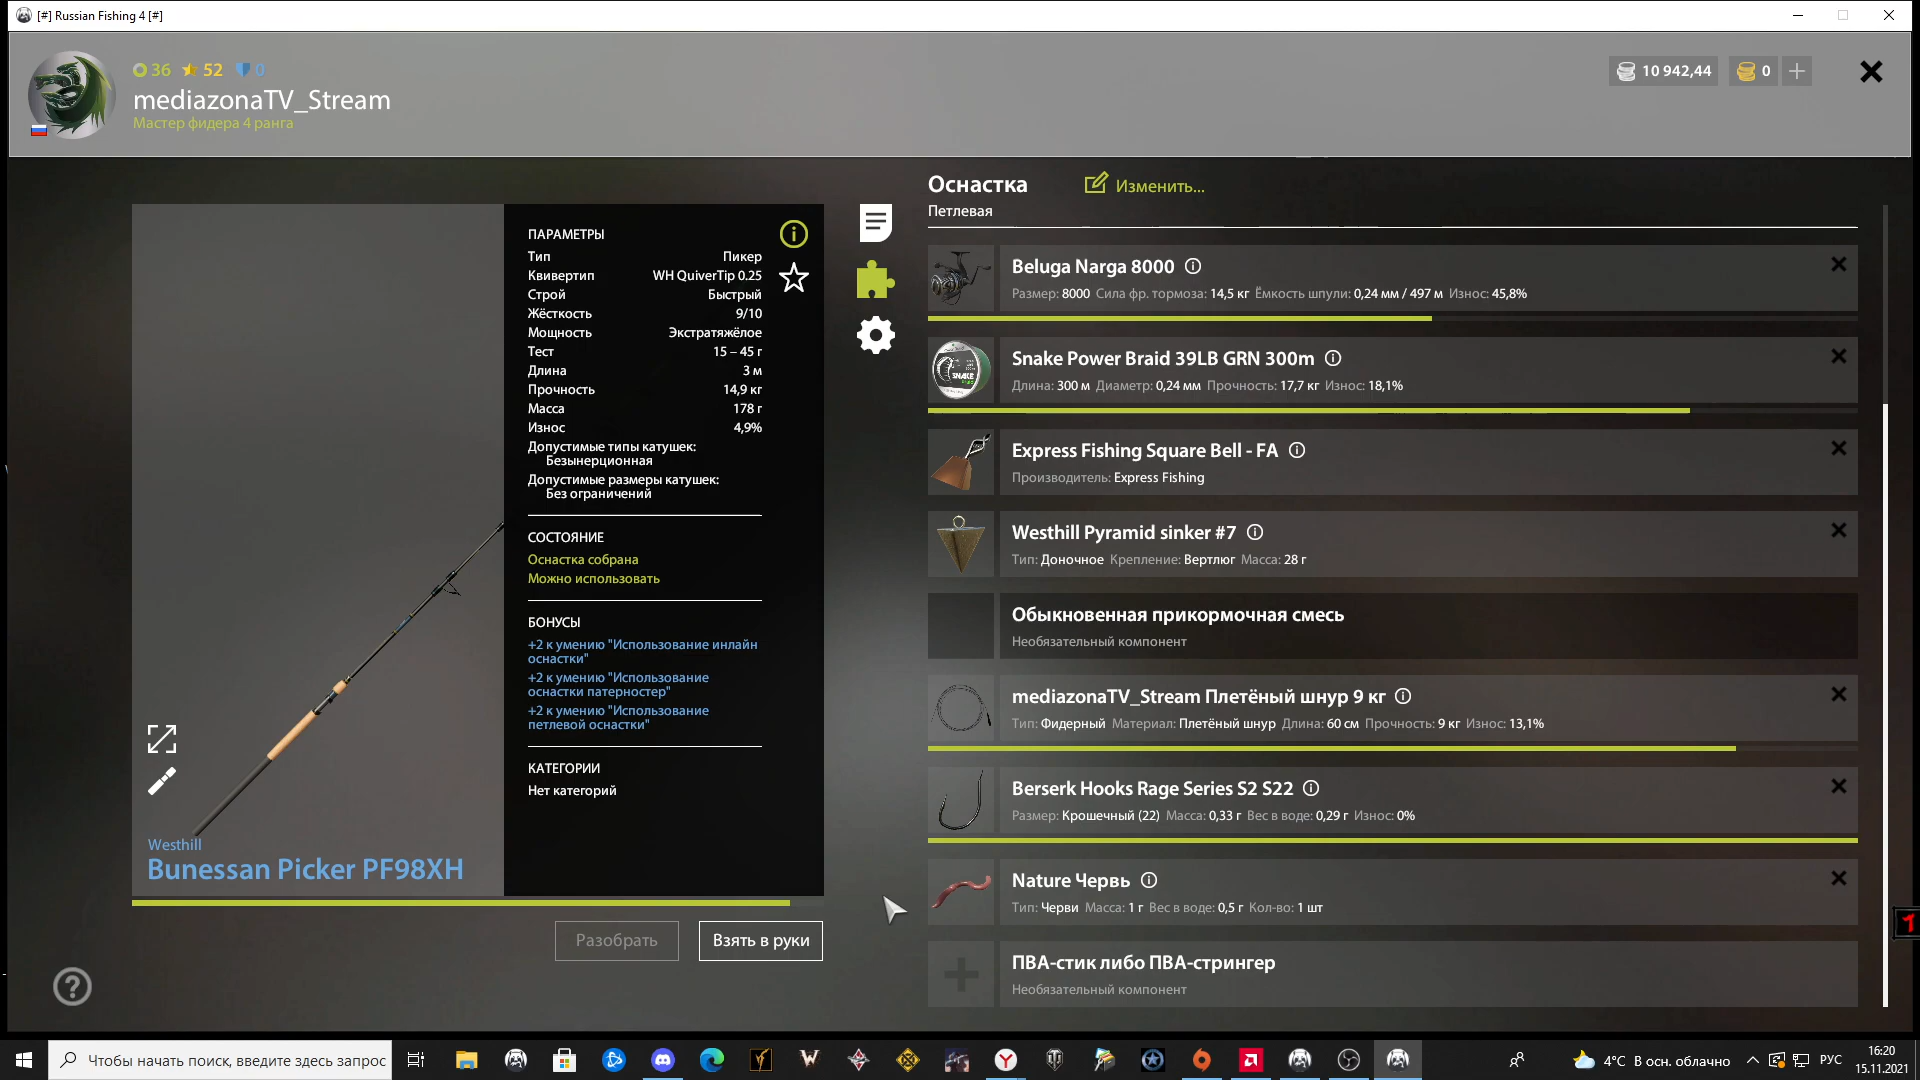 [#] Russian Fishing 4 [#]
36 52 0
mediazonaTV_Stream
Мастер фидера 4 ранга
10 942,44
0
ПАРАМЕТРЫ
Тип Пикер
Квивертип WH QuiverTip 0.25
Строй Быстрый
Жёсткость 9/10
Мощность Экстратяжёлое
Тест 15 – 45 г
Длина 3 м
Прочность 14,9 кг
Масса 178 г
Износ 4,9%
Допустимые типы катушек:
Безынерционная
Допустимые размеры катушек:
Без ограничений
СОСТОЯНИЕ
Оснастка собрана
Можно использовать
БОНУСЫ
+2 к умению "Использование инлайн
оснастки"
+2 к умению "Использование
оснастки патерностер"
+2 к умению "Использование
петлевой оснастки"
КАТЕГОРИИ
Нет категорий
Westhill
Bunessan Picker PF98XH
Разобрать
Взять в руки
Оснастка
Изменить...
Петлевая
Beluga Narga 8000
Размер: 8000 Сила фр. тормоза: 14,5 кг Ёмкость шпули: 0,24 мм / 497 м Износ: 45,8%
Snake Power Braid 39LB GRN 300m
Длина: 300 м Диаметр: 0,24 мм Прочность: 17,7 кг Износ: 18,1%
Express Fishing Square Bell - FA
Производитель: Express Fishing
Westhill Pyramid sinker #7
Тип: Доночное Крепление: Вертлюг Масса: 28 г
Обыкновенная прикормочная смесь
Необязательный компонент
mediazonaTV_Stream Плетёный шнур 9 кг
Тип: Фидерный Материал: Плетёный шнур Длина: 60 см Прочность: 9 кг Износ: 13,1%
Berserk Hooks Rage Series S2 S22
Размер: Крошечный (22) Масса: 0,33 г Вес в воде: 0,29 г Износ: 0%
Nature Червь
Тип: Черви Масса: 1 г Вес в воде: 0,5 г Кол-во: 1 шт
ПВА-стик либо ПВА-стрингер
Необязательный компонент
1
Чтобы начать поиск, введите здесь запрос
4°C В осн. облачно
РУС
16:20
15.11.2021